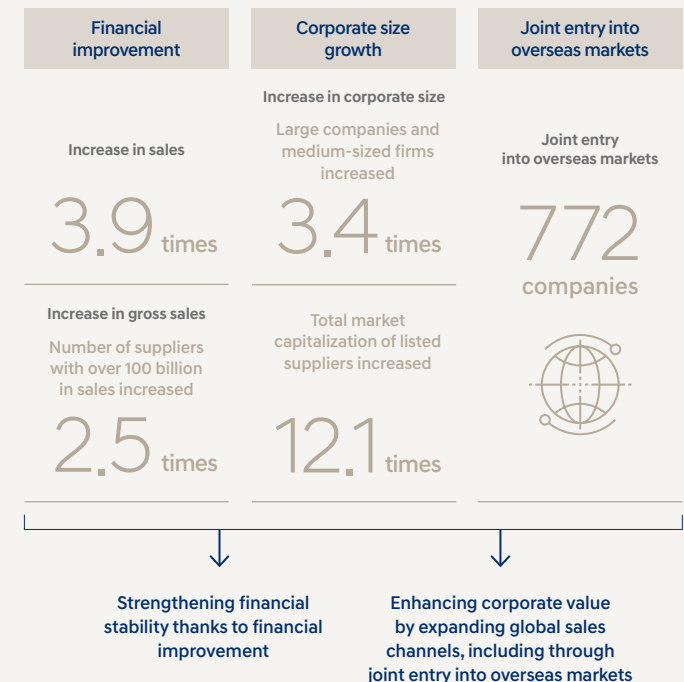 Financial
improvement
Increase in sales
3.9 times
Increase in gross sales
Number of suppliers
with over 100 billion
in sales increased
2.5 times
Corporate size
growth
Increase in corporate size
Large companies and
medium-sized firms
increased
3.4 times
Total market
capitalization of listed
suppliers increased
12.1 times
Joint entry into
overseas markets
Joint entry
into overseas markets
772
companies
Strengthening financial
stability thanks to financial
improvement
Enhancing corporate value
by expanding global sales
channels, including through
joint entry into overseas markets